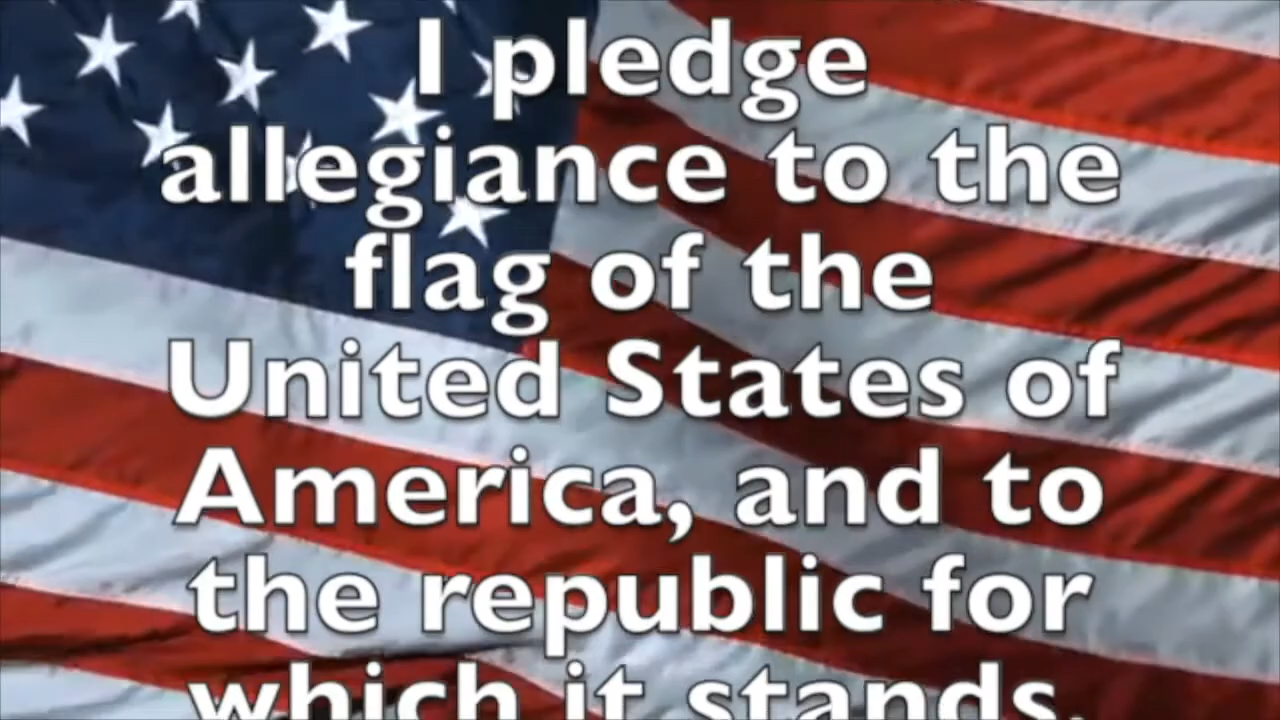 I pledge
allegiance to the
flag of the
United States of
America, and to
the republic for
which it stands,